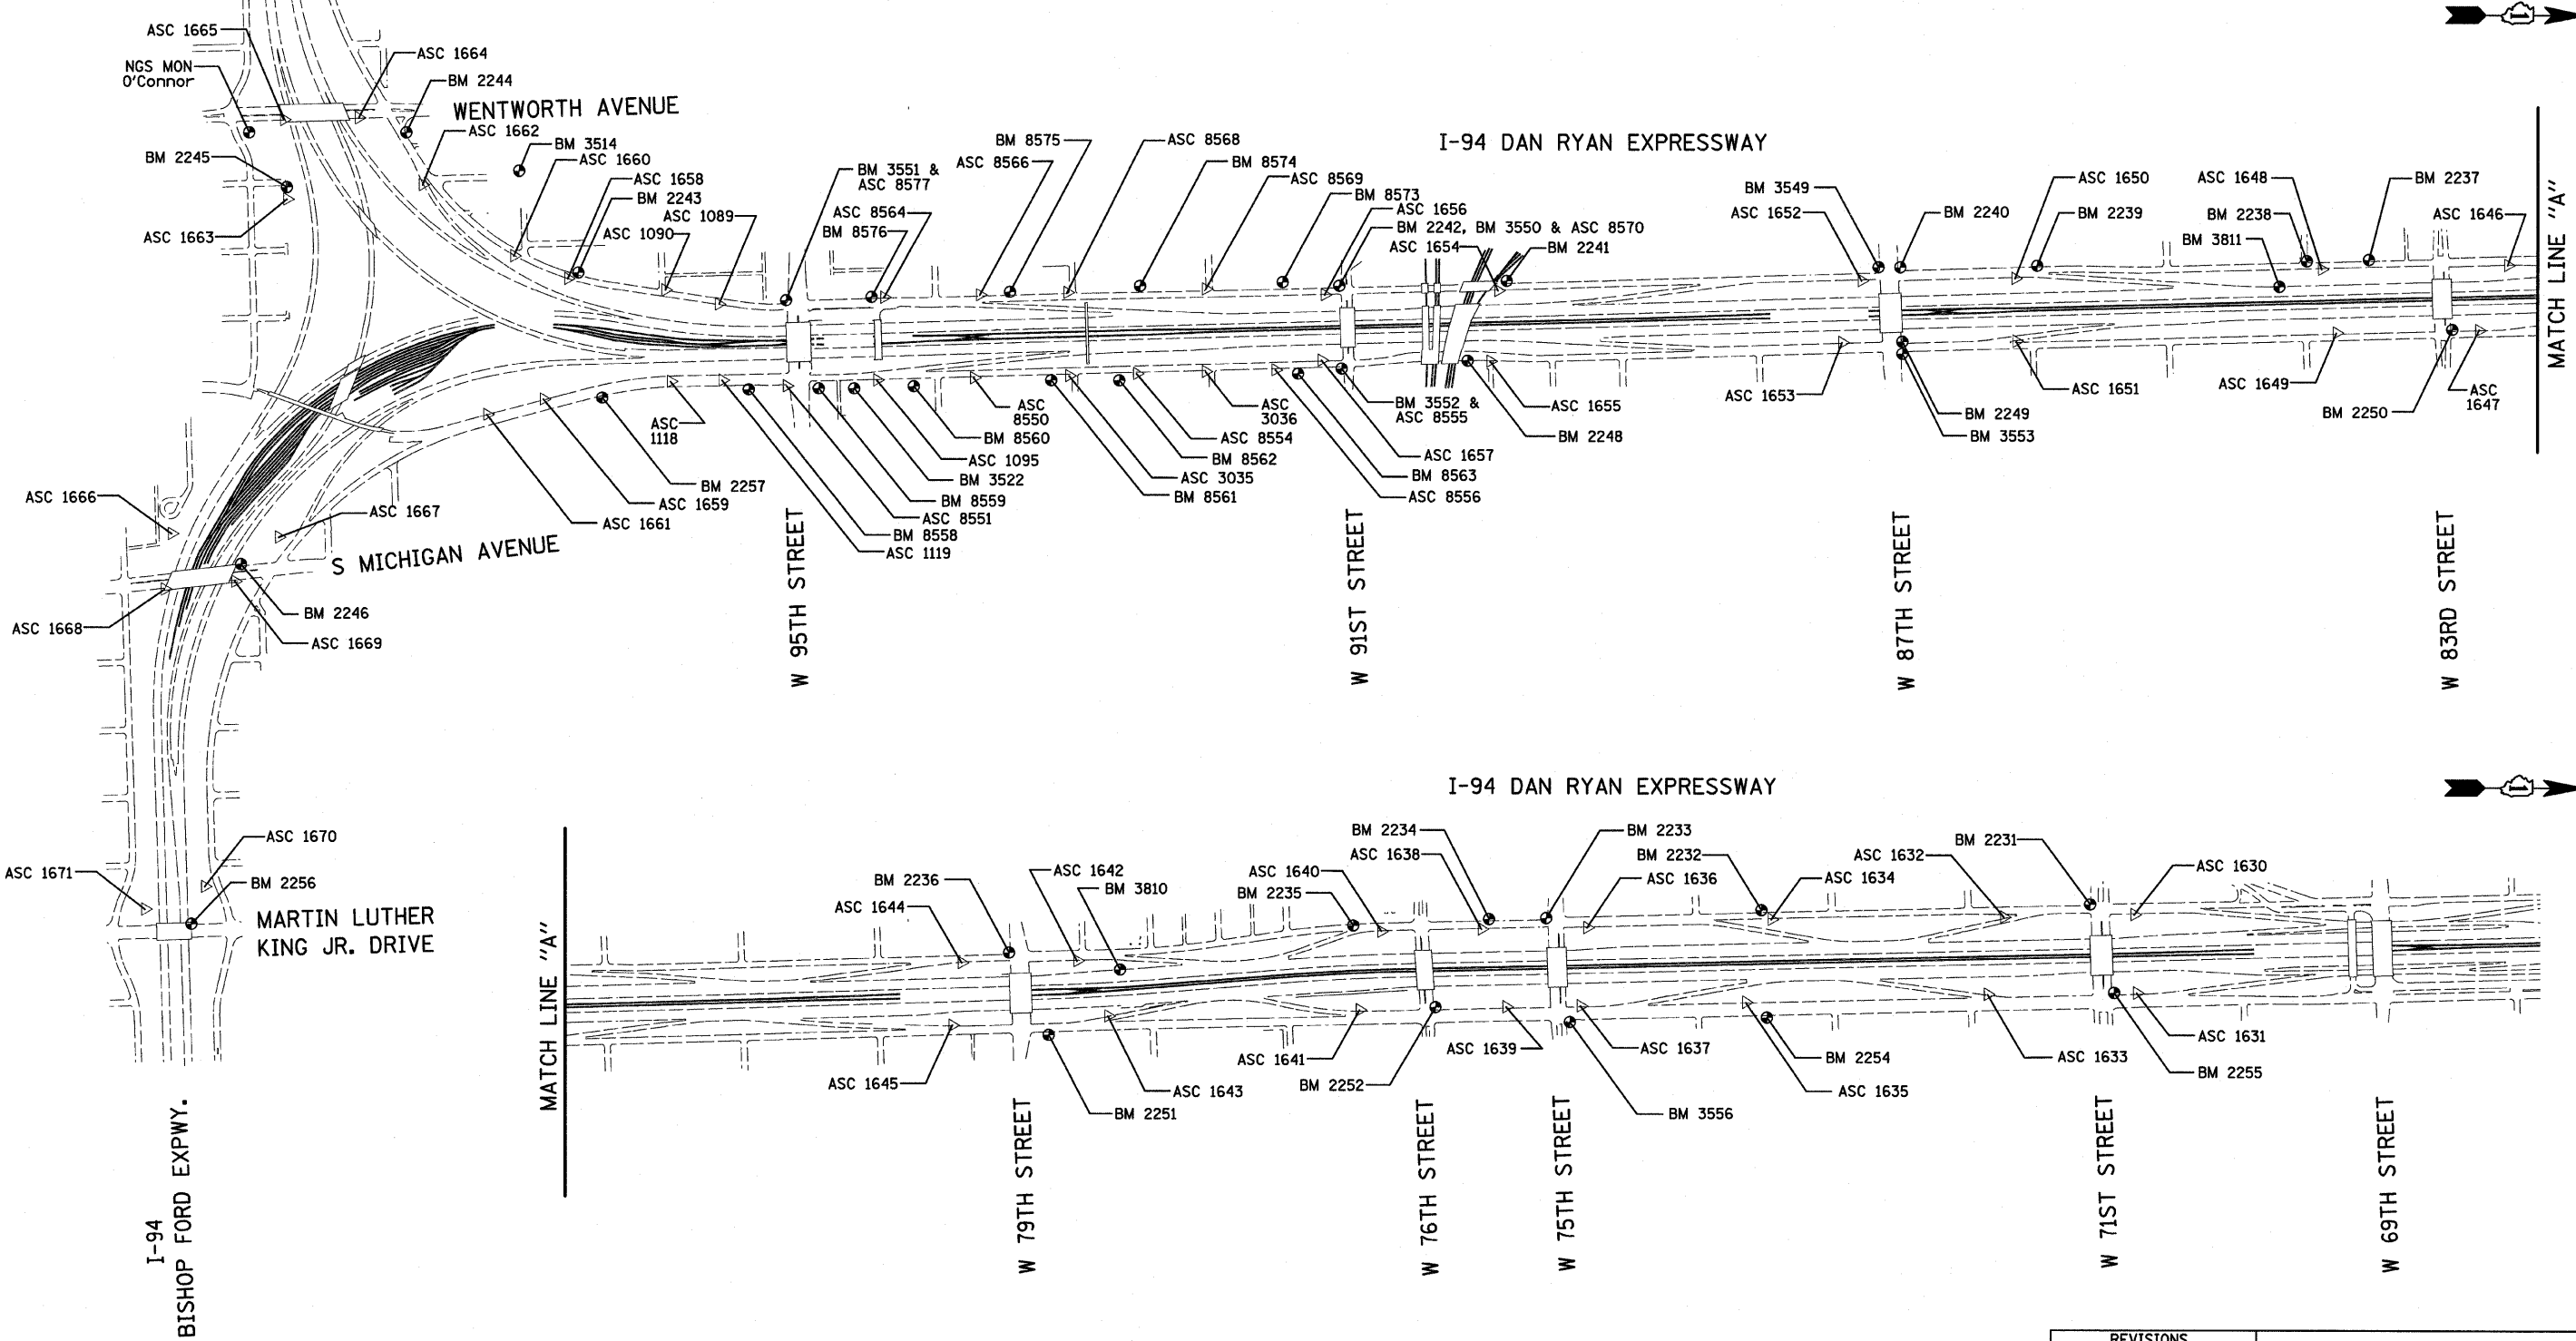 ASC 1665
ASC 1664
NGS MON
O'Connor
BM 2244
WENTWORTH AVENUE
ASC 1662
BM 2245
BM 3514
ASC 1660
ASC 1658
BM 2243
ASC 1663
ASC 1089
ASC 1090
BM 3551 &
ASC 8577
ASC 8564
BM 8576
BM 8575
ASC 8566
ASC 8568
BM 8574
ASC 8569
BM 8573
ASC 1656
BM 2242, BM 3550 & ASC 8570
ASC 1654
BM 2241
I-94 DAN RYAN EXPRESSWAY
BM 3549
ASC 1652
BM 2240
ASC 1650
BM 2239
ASC 1648
BM 2238
BM 3811
BM 2237
ASC 1646
MATCH LINE "A"
ASC
1118
ASC
8550
BM 8560
ASC 1095
BM 3522
BM 8559
ASC 8551
BM 8558
ASC 1119
BM 2257
ASC 1659
ASC 1661
ASC
3036
ASC 8554
BM 8562
ASC 3035
BM 8561
BM 3552 &
ASC 8555
ASC 1657
BM 8563
ASC 8556
ASC 1655
BM 2248
ASC 1653
BM 2249
BM 3553
ASC 1651
ASC 1649
BM 2250
ASC
1647
ASC 1666
ASC 1667
S MICHIGAN AVENUE
BM 2246
ASC 1668
ASC 1669
W 95TH STREET
W 91ST STREET
W 87TH STREET
W 83RD STREET
ASC 1670
ASC 1671
BM 2256
MARTIN LUTHER
KING JR. DRIVE
I-94
BISHOP FORD EXPWY.
I-94 DAN RYAN EXPRESSWAY
MATCH LINE "A"
BM 2236
ASC 1644
ASC 1642
BM 3810
ASC 1640
BM 2235
BM 2234
ASC 1638
BM 2233
BM 2232
ASC 1636
ASC 1634
ASC 1632
BM 2231
ASC 1630
ASC 1645
ASC 1643
BM 2251
ASC 1641
BM 2252
ASC 1639
ASC 1637
BM 3556
BM 2254
ASC 1635
ASC 1633
ASC 1631
BM 2255
W 79TH STREET
W 76TH STREET
W 75TH STREET
W 71ST STREET
W 69TH STREET
REVISIONS